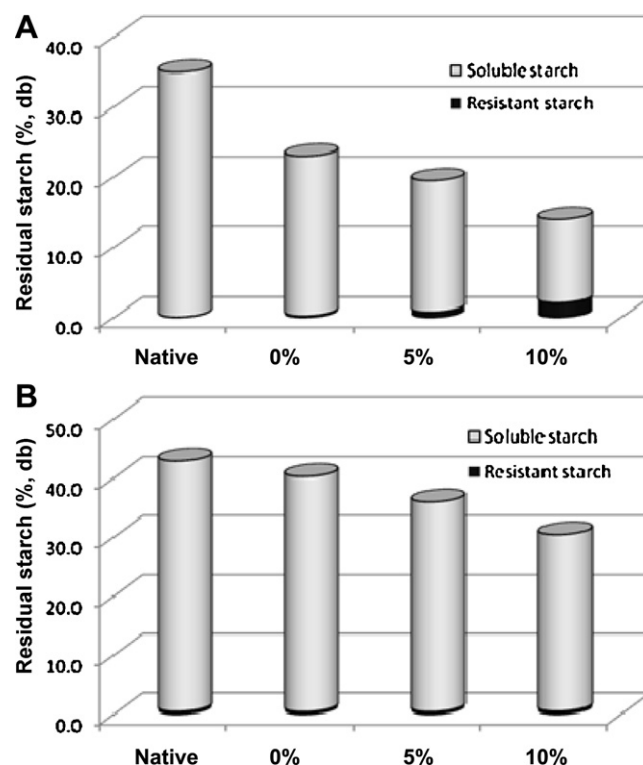 A
Residual starch (%, db)
40.0
30.0
20.0
10.0
0.0
Soluble starch
Resistant starch
Native 0% 5% 10%
B
Residual starch (%, db)
50.0
40.0
30.0
20.0
10.0
0.0
Soluble starch
Resistant starch
Native 0% 5% 10%